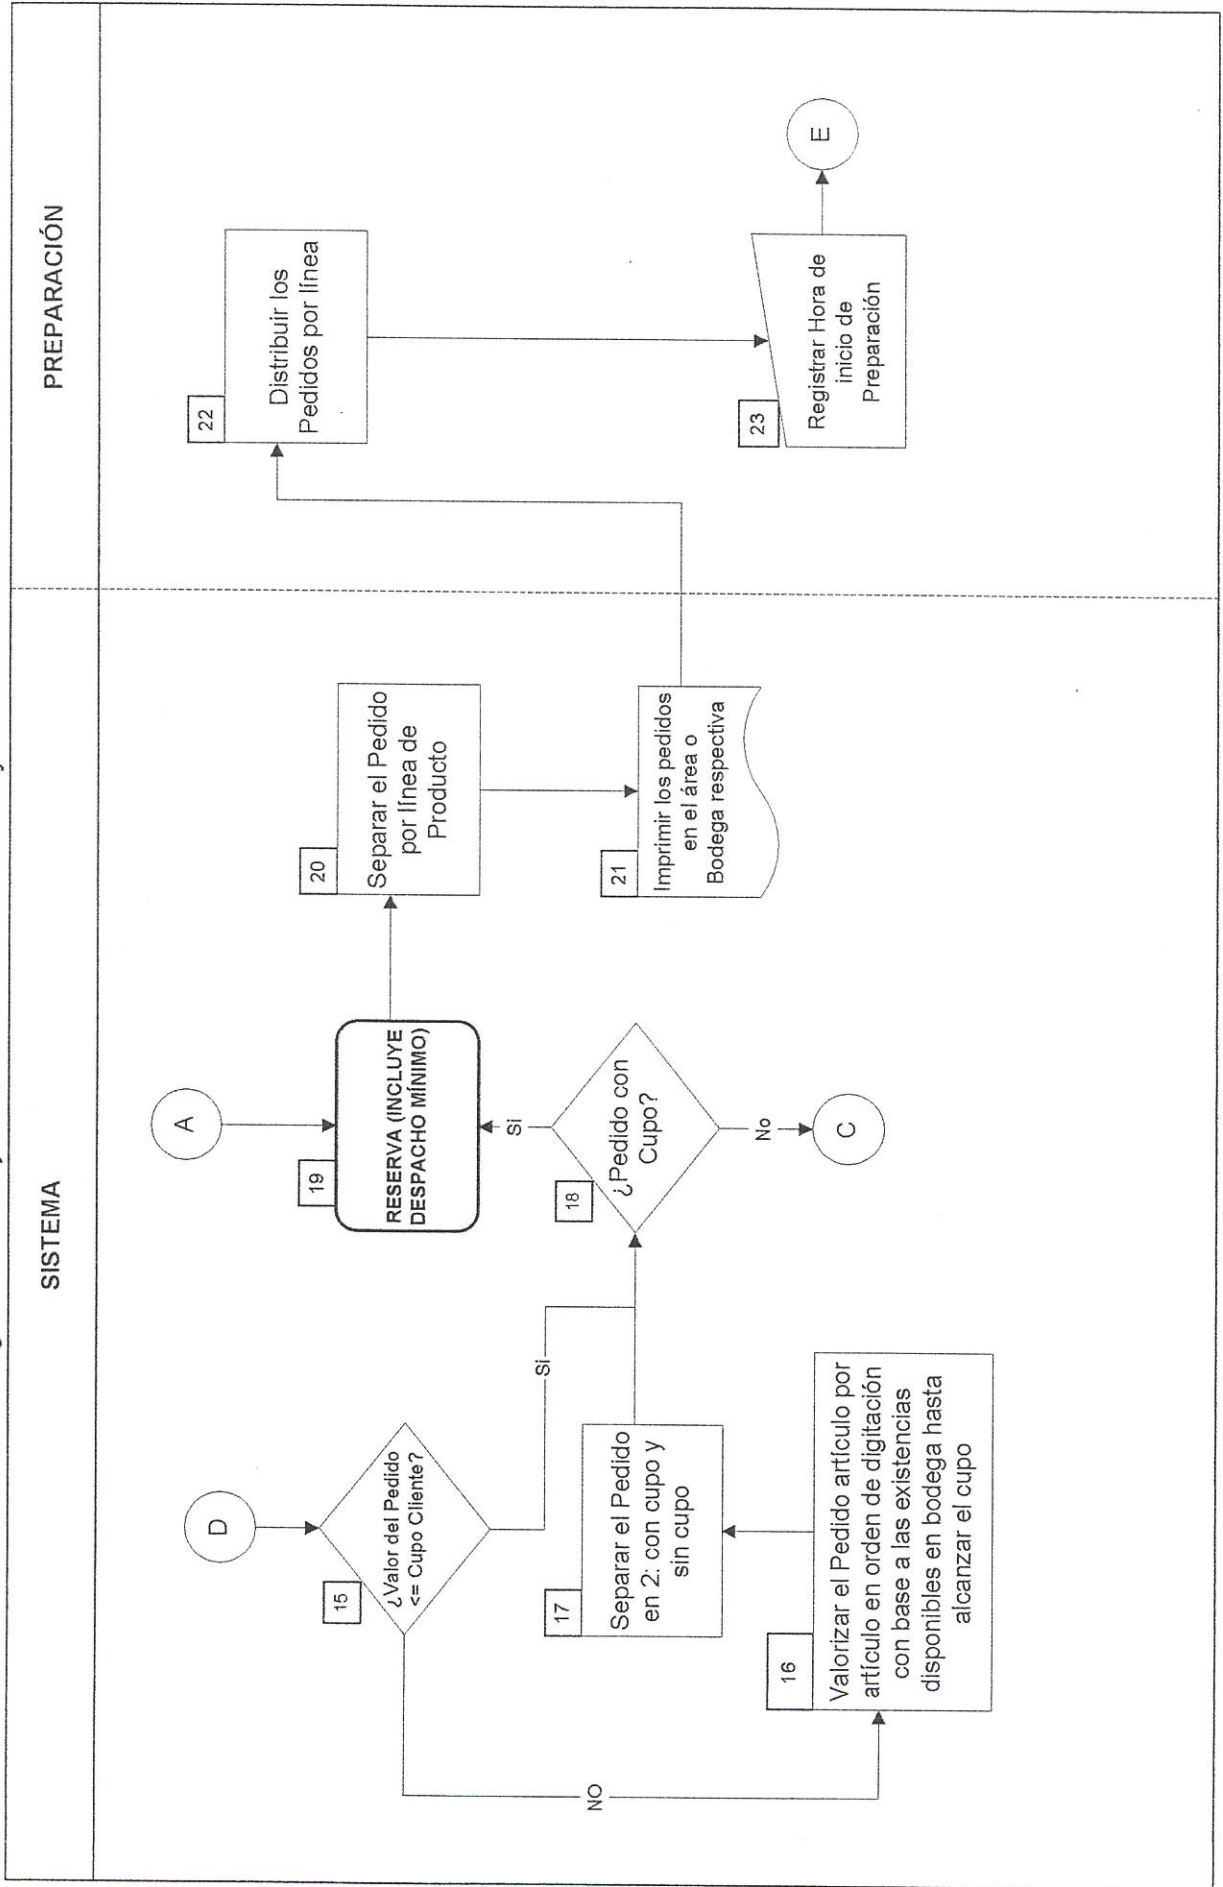 SISTEMA
PREPARACIÓN
D
15
¿Valor del Pedido
<= Cupo Cliente?
NO
Si
16
Valorizar el Pedido artículo por
artículo en orden de digitación
con base a las existencias
disponibles en bodega hasta
alcanzar el cupo
17
Separar el Pedido
en 2: con cupo y
sin cupo
18
¿Pedido con
Cupo?
Si
No
C
A
19
RESERVA (INCLUYE
DESPACHO MÍNIMO)
20
Separar el Pedido
por línea de
Producto
21
Imprimir los pedidos
en el área o
Bodega respectiva
22
Distribuir los
Pedidos por línea
23
Registrar Hora de
inicio de
Preparación
E